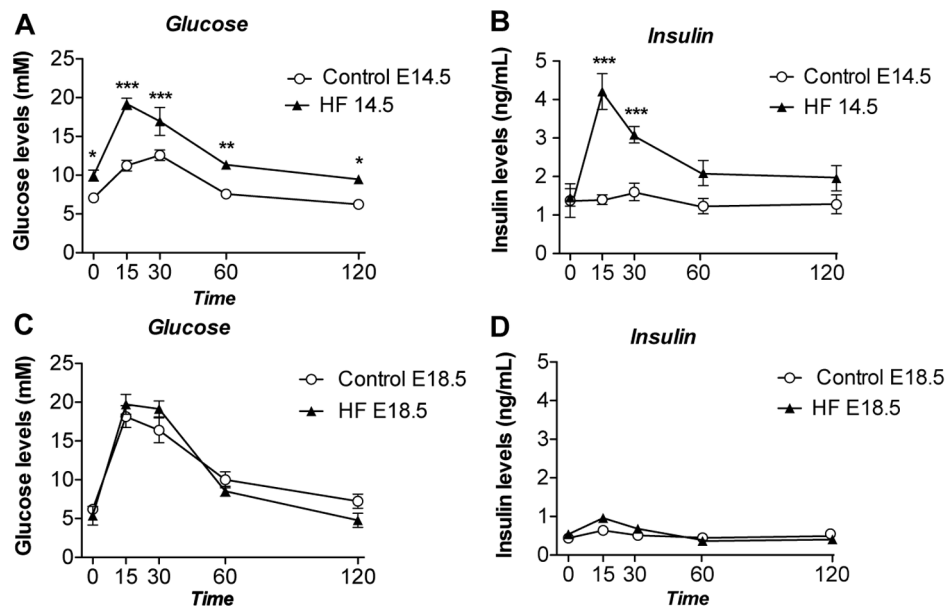 A
Glucose
Glucose levels (mM)
25
20
15
10
5
0
*
***
***
**
*
Control E14.5
HF 14.5
0 15 30 60 120
Time
B
Insulin
Insulin levels (ng/mL)
5
4
3
2
1
0
***
***
Control E14.5
HF 14.5
0 15 30 60 120
C
Glucose
Glucose levels (mM)
25
20
15
10
5
0
Control E18.5
HF E18.5
0 15 30 60 120
Time
D
Insulin
Insulin levels (ng/mL)
5
4
3
2
1
0
Control E18.5
HF E18.5
0 15 30 60 120
Time